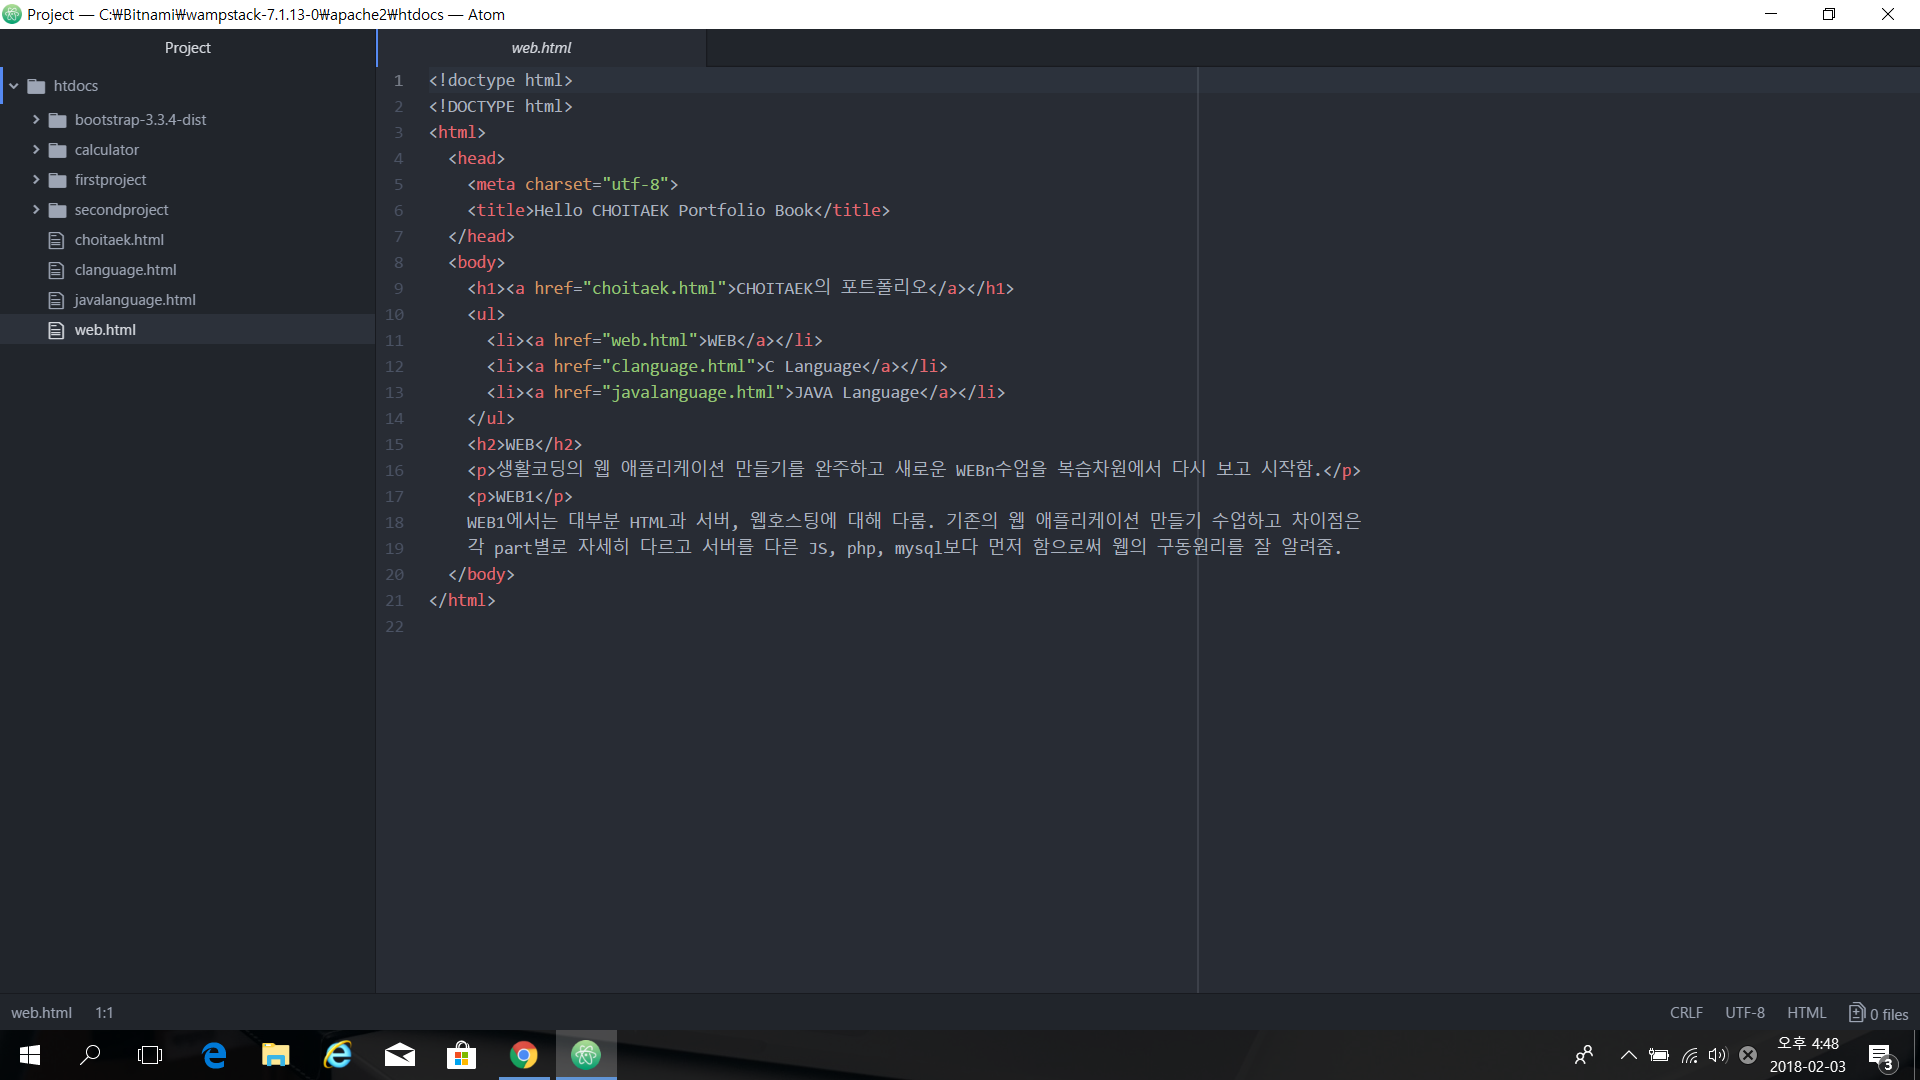 Project — C:₩Bitnami₩wampstack-7.1.13-0₩apache2₩htdocs — Atom
Project
web.html
htdocs
bootstrap-3.3.4-dist
calculator
firstproject
secondproject
choitaek.html
clanguage.html
javalanguage.html
web.html
1 <!doctype html>
2 <!DOCTYPE html>
3 <html>
4 <head>
5 <meta charset="utf-8">
6 <title>Hello CHOITAEK Portfolio Book</title>
7 </head>
8 <body>
9 <h1><a href="choitaek.html">CHOITAEK의 포트폴리오</a></h1>
10 <ul>
11 <li><a href="web.html">WEB</a></li>
12 <li><a href="clanguage.html">C Language</a></li>
13 <li><a href="javalanguage.html">JAVA Language</a></li>
14 </ul>
15 <h2>WEB</h2>
16 <p>생활코딩의 웹 애플리케이션 만들기를 완주하고 새로운 WEBn수업을 복습차원에서 다시 보고 시작함.</p>
17 <p>WEB1</p>
18 WEB1에서는 대부분 HTML과 서버, 웹호스팅에 대해 다룸. 기존의 웹 애플리케이션 만들기 수업하고 차이점은
19 각 part별로 자세히 다르고 서버를 다른 JS, php, mysql보다 먼저 함으로써 웹의 구동원리를 잘 알려줌.
20 </body>
21 </html>
22
web.html 1:1
CRLF UTF-8 HTML 0 files
오후 4:48
2018-02-03
3